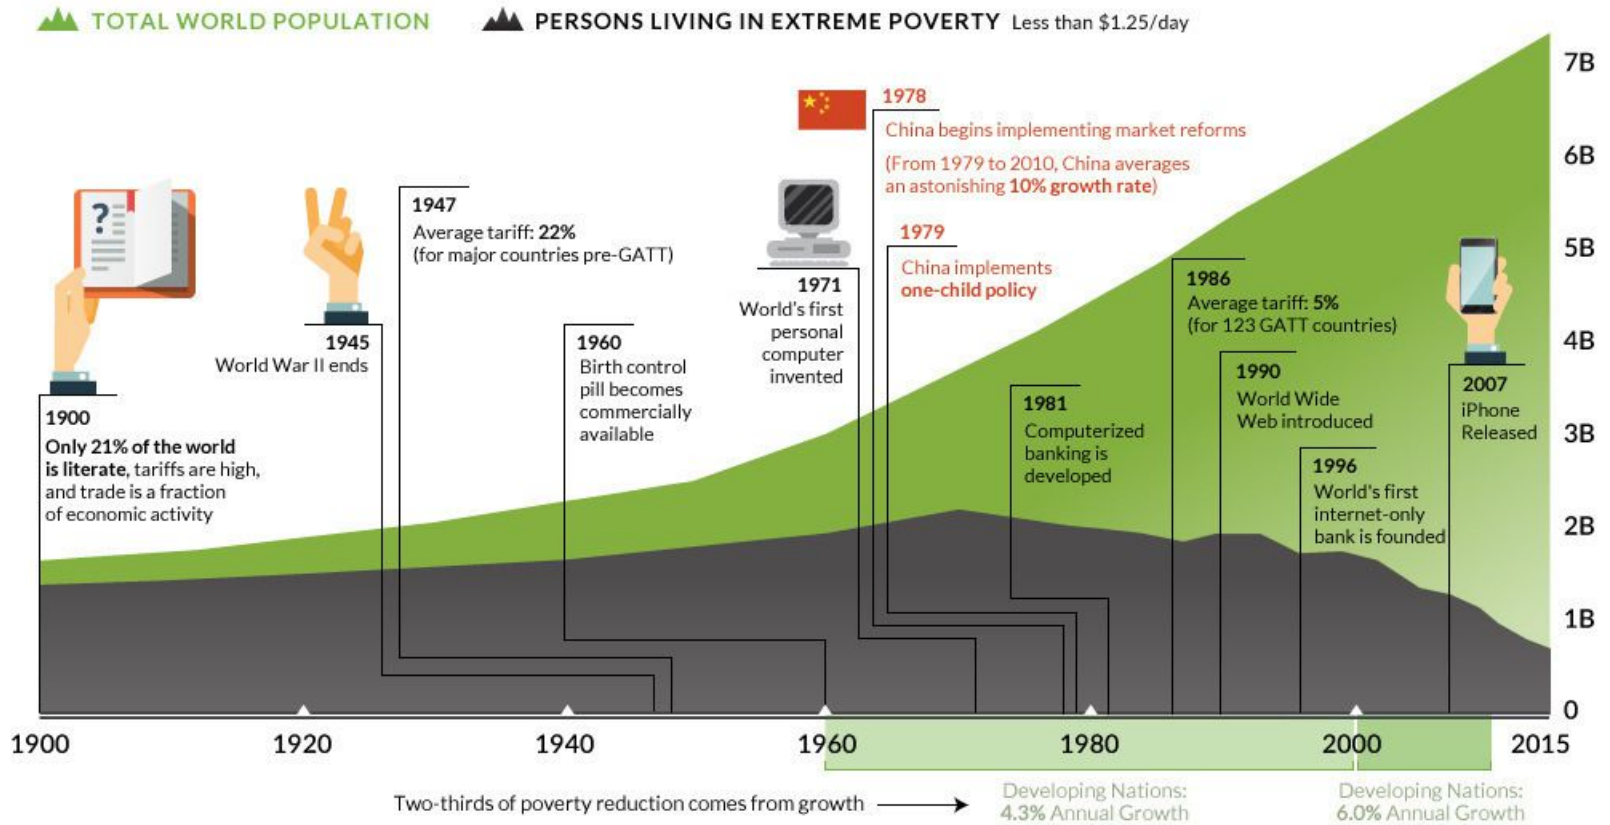 TOTAL WORLD POPULATION
PERSONS LIVING IN EXTREME POVERTY Less than $1.25/day
7B
6B
5B
4B
3B
2B
1B
0
?
1900
Only 21% of the world
is literate, tariffs are high,
and trade is a fraction
of economic activity
1945
World War II ends
1947
Average tariff: 22%
(for major countries pre-GATT)
1960
Birth control
pill becomes
commercially
available
1971
World's first
personal
computer
invented
1978
China begins implementing market reforms
(From 1979 to 2010, China averages
an astonishing 10% growth rate)
1979
China implements
one-child policy
1981
Computerized
banking is
developed
1986
Average tariff: 5%
(for 123 GATT countries)
1990
World Wide
Web introduced
1996
World's first
internet-only
bank is founded
2007
iPhone
Released
1900
1920
1940
1960
1980
2000
2015
Two-thirds of poverty reduction comes from growth
Developing Nations:
4.3% Annual Growth
Developing Nations:
6.0% Annual Growth